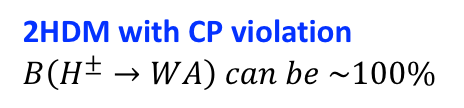 2HDM with CP violation
B(H± → WA) can be ~100%